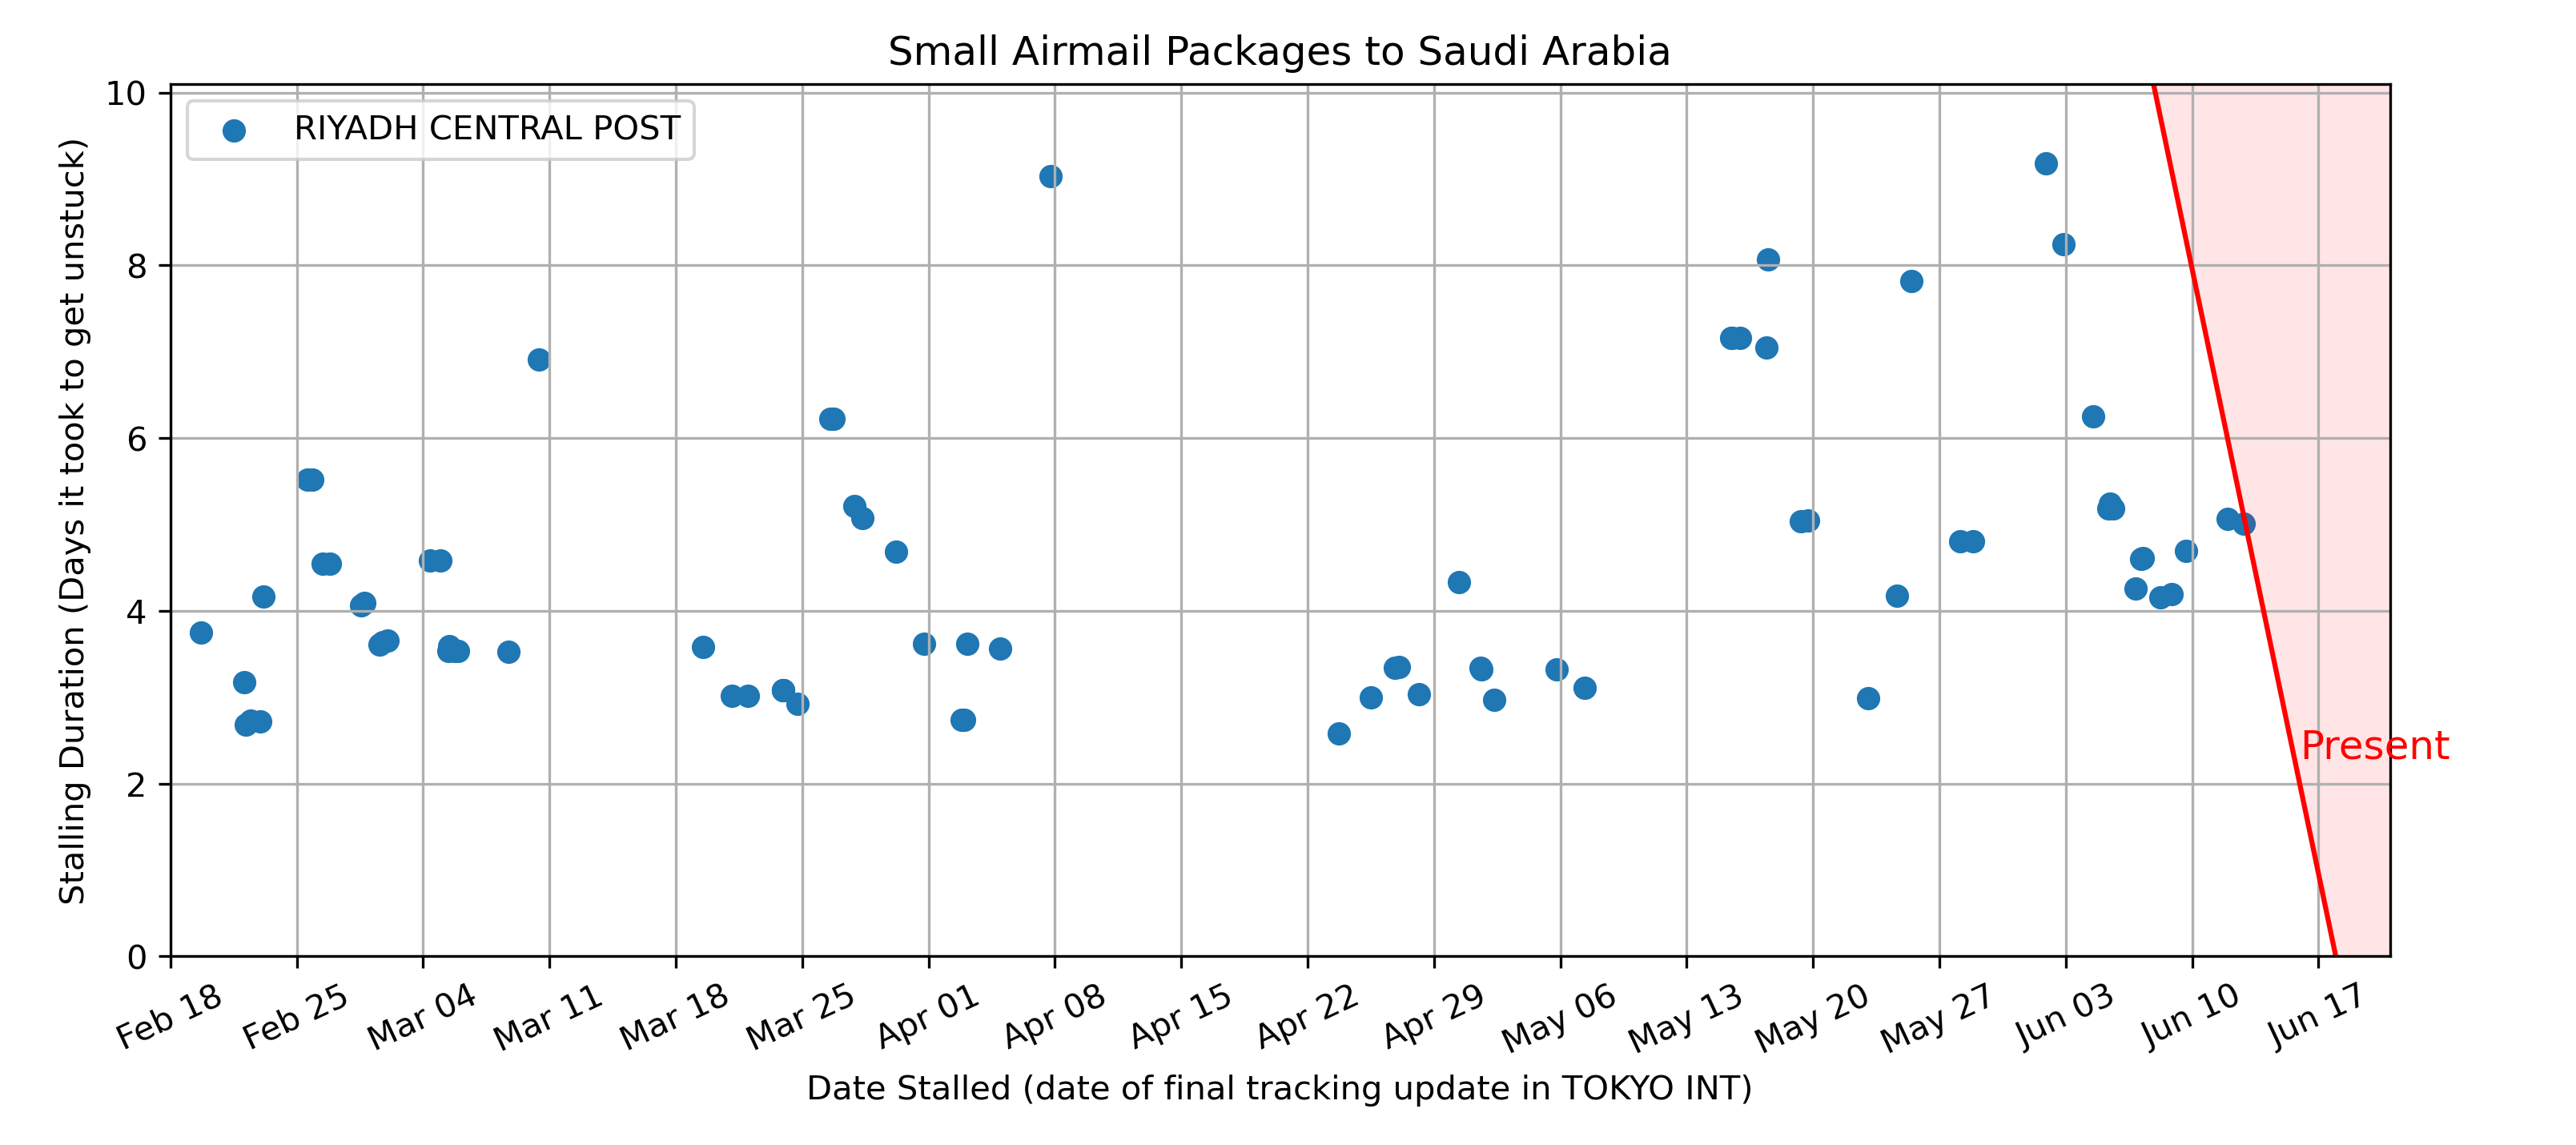 Small Airmail Packages to Saudi Arabia
RIYADH CENTRAL POST
Stalling Duration (Days it took to get unstuck)
10
8
6
4
2
0
Present
Feb 18
Feb 25
Mar 04
Mar 11
Mar 18
Mar 25
Apr 01
Apr 08
Apr 15
Apr 22
Apr 29
May 06
May 13
May 20
May 27
Jun 03
Jun 10
Jun 17
Date Stalled (date of final tracking update in TOKYO INT)